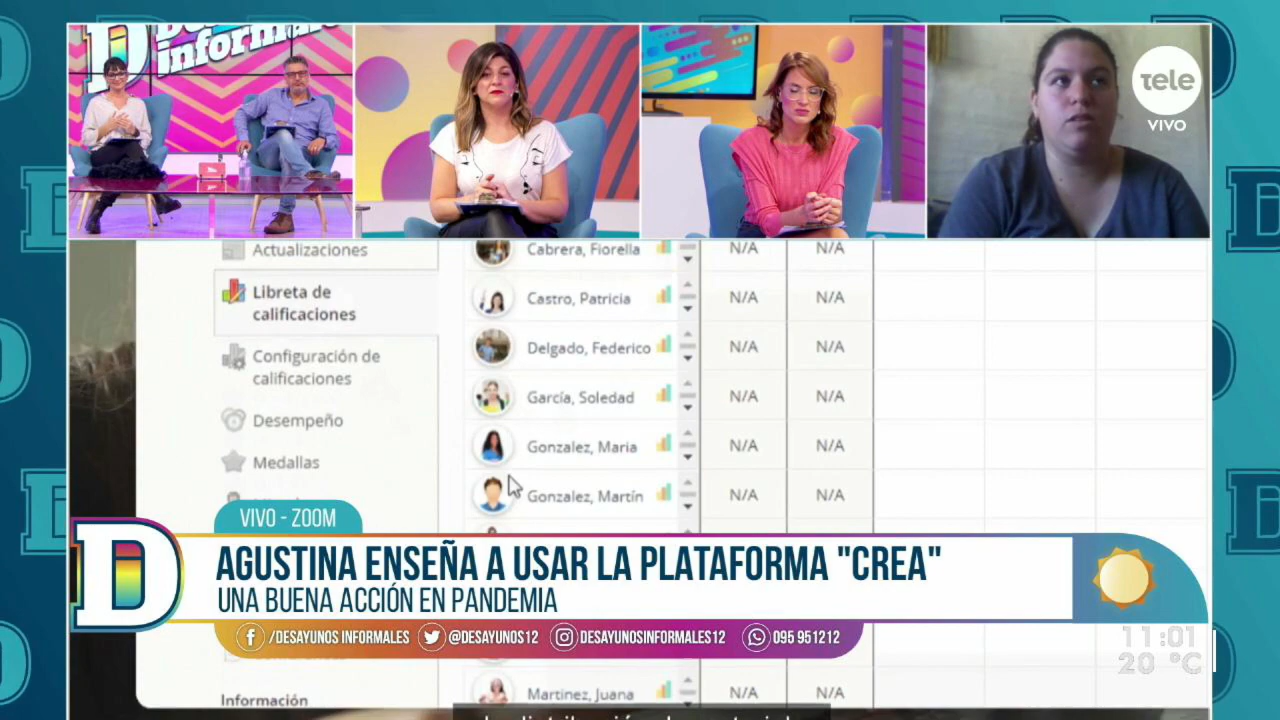 D
informal
tele
VIVO
Actualizaciones
Libreta de
calificaciones
Configuración de
calificaciones
Desempeño
Medallas
Información
Cabrera, Fiorella N/A N/A
Castro, Patricia N/A N/A
Delgado, Federico N/A N/A
García, Soledad N/A N/A
Gonzalez, Maria N/A N/A
Gonzalez, Martín N/A N/A
Martinez, Juana N/A N/A
VIVO - ZOOM
D
AGUSTINA ENSEÑA A USAR LA PLATAFORMA "CREA"
UNA BUENA ACCIÓN EN PANDEMIA
/DESAYUNOS INFORMALES @DESAYUNOS12 DESAYUNOSINFORMALES12 095 951212
11:01
20 °C